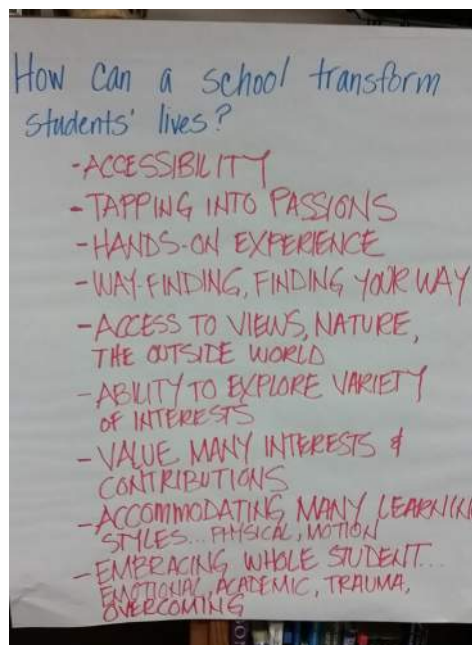 How can a school transform
students' lives?
-ACCESSIBILITY
-TAPPING INTO PASSIONS
-HANDS-ON EXPERIENCE
-WAY-FINDING, FINDING YOUR WAY
-ACCESS TO VIEWS, NATURE,
THE OUTSIDE WORLD
-ABILITY TO EXPLORE VARIETY
OF INTERESTS
-VALUE MANY INTERESTS &
CONTRIBUTIONS
-ACCOMMODATING MANY LEARNING
STYLES... PHYSICAL, MOTION
-EMBRACING WHOLE STUDENT...
EMOTIONAL, ACADEMIC, TRAUMA,
OVERCOMING